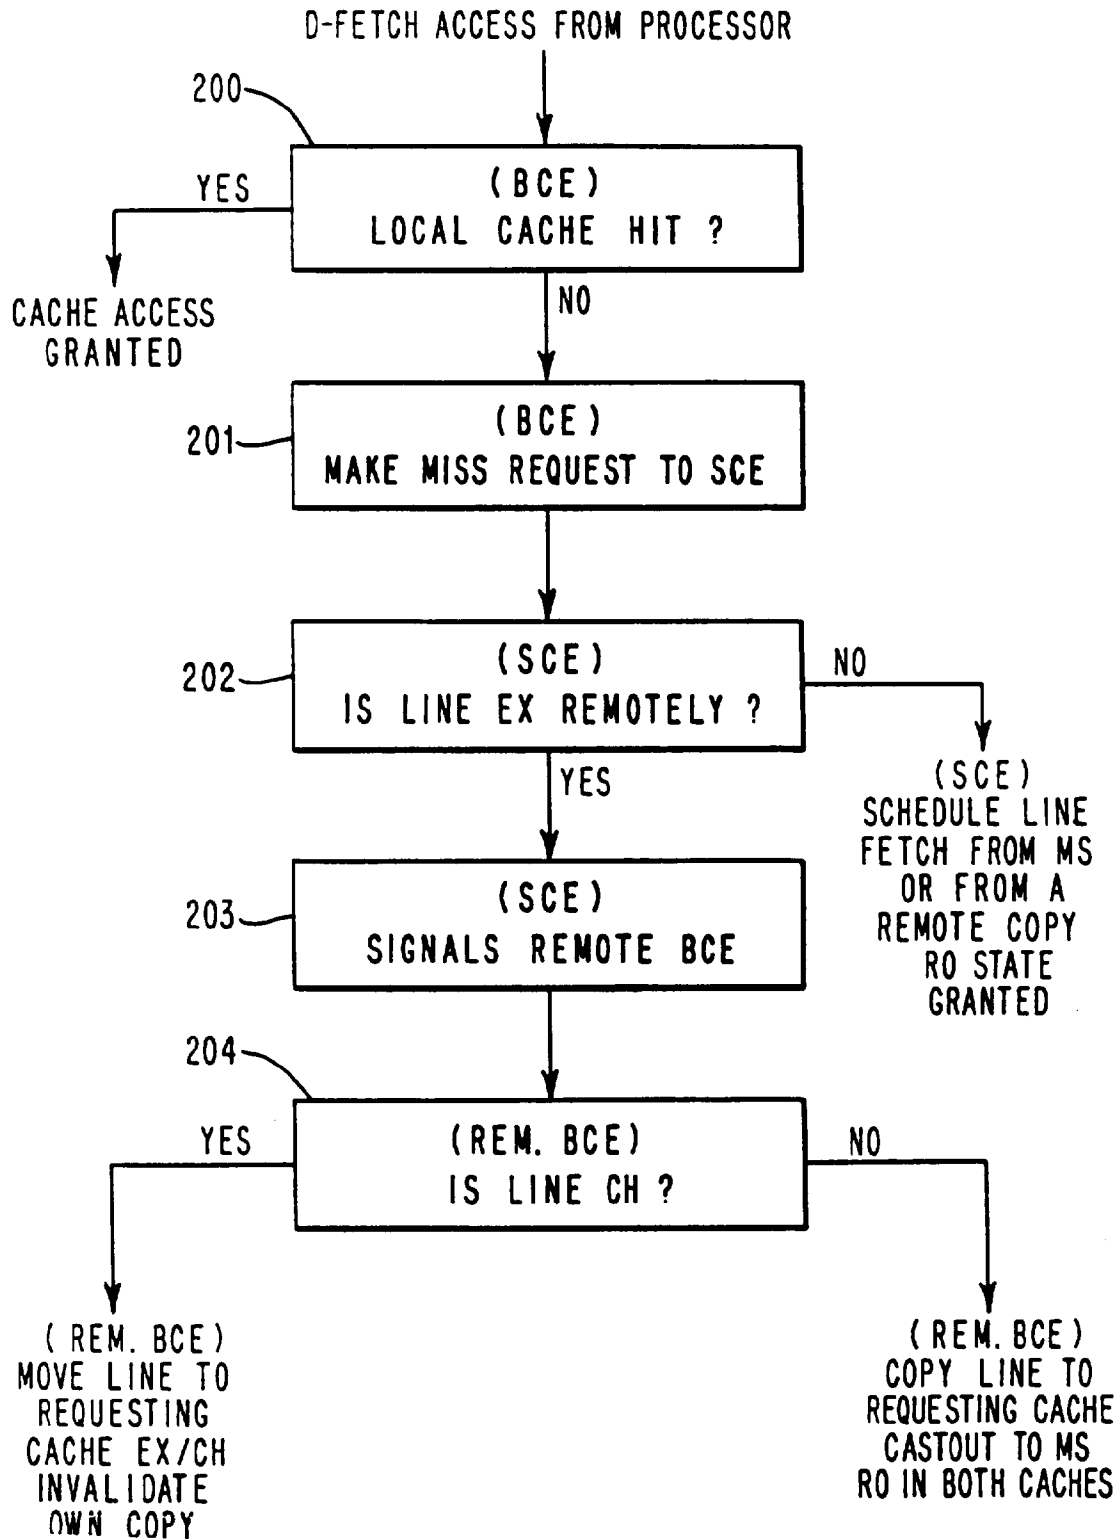 D-FETCH ACCESS FROM PROCESSOR
200
(BCE)
LOCAL CACHE HIT ?
YES
CACHE ACCESS
GRANTED
NO
201
(BCE)
MAKE MISS REQUEST TO SCE
202
(SCE)
IS LINE EX REMOTELY ?
NO
(SCE)
SCHEDULE LINE
FETCH FROM MS
OR FROM A
REMOTE COPY
RO STATE
GRANTED
YES
203
(SCE)
SIGNALS REMOTE BCE
204
(REM. BCE)
IS LINE CH ?
YES
(REM. BCE)
MOVE LINE TO
REQUESTING
CACHE EX/CH
INVALIDATE
OWN COPY
NO
(REM. BCE)
COPY LINE TO
REQUESTING CACHE
CASTOUT TO MS
RO IN BOTH CACHES